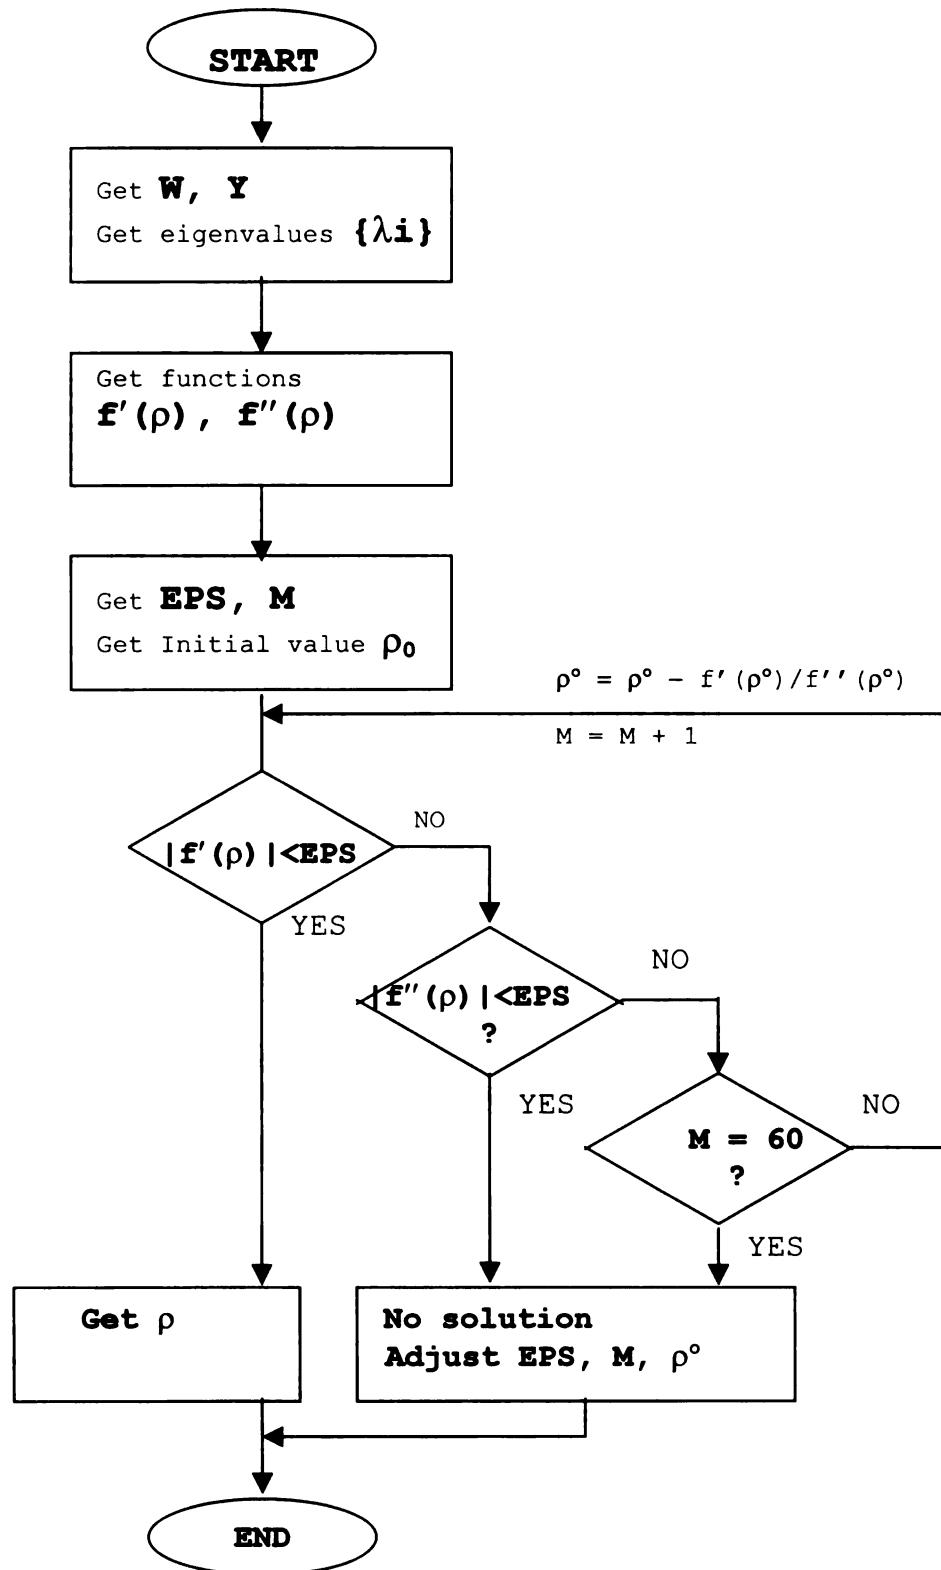 START
Get W, Y
Get eigenvalues {λi}
Get functions
f′(ρ), f″(ρ)
Get EPS, M
Get Initial value ρ₀
ρ° = ρ° – f'(ρ°)/f''(ρ°)
M = M + 1
NO
|f′(ρ)|<EPS
YES
NO
|f″(ρ)|<EPS
?
YES
NO
M = 60
?
YES
Get ρ
No solution
Adjust EPS, M, ρ°
END